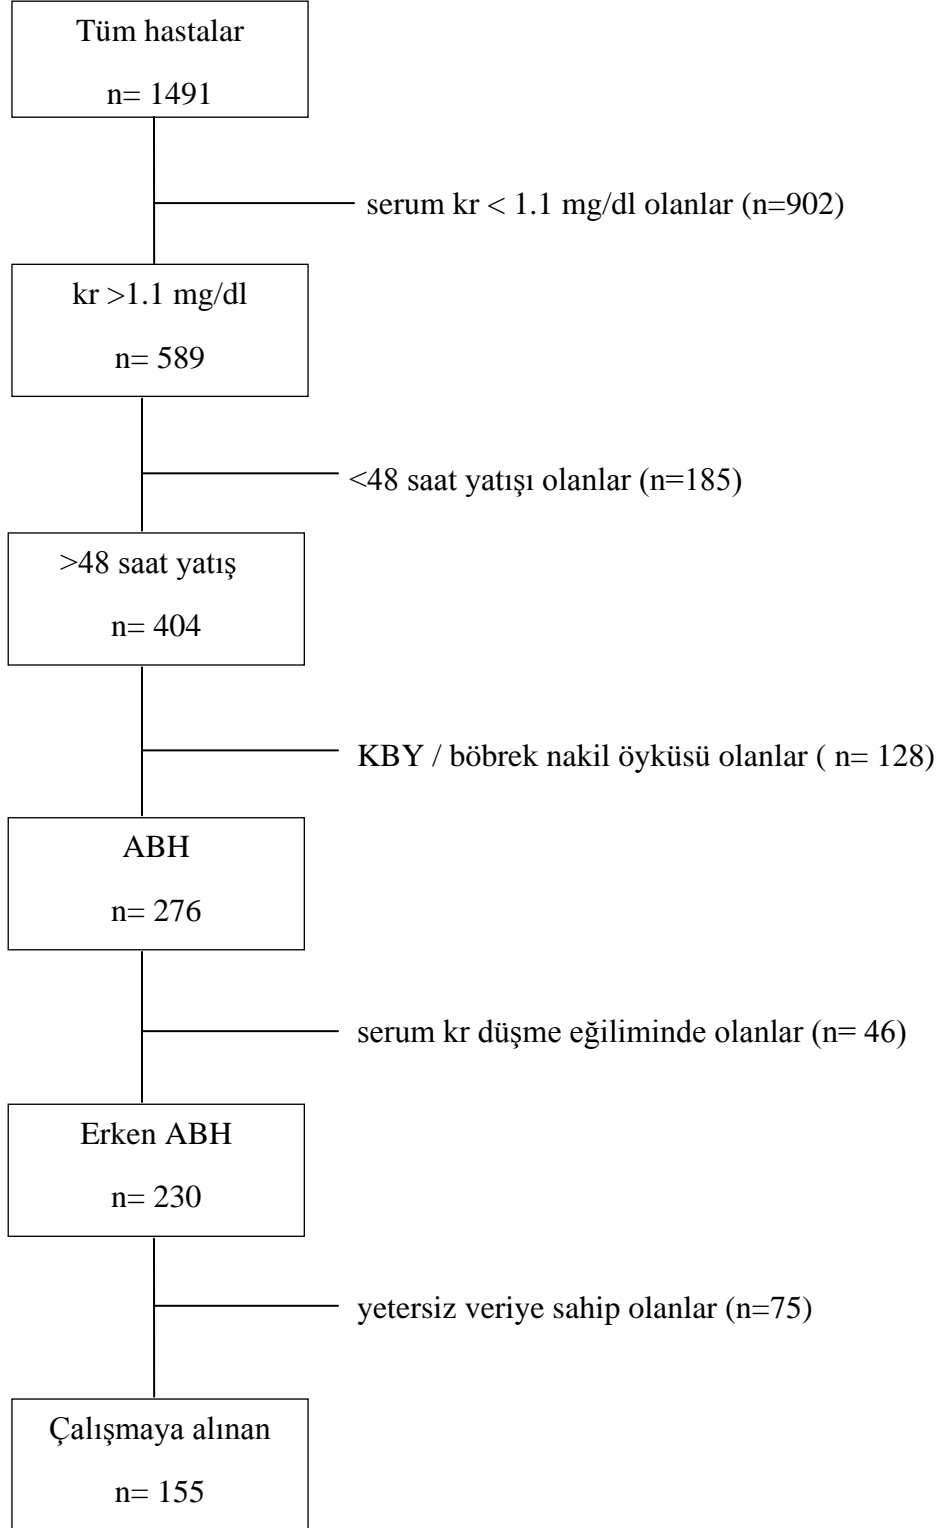 Tüm hastalar
n= 1491
serum kr < 1.1 mg/dl olanlar (n=902)
kr >1.1 mg/dl
n= 589
<48 saat yatışı olanlar (n=185)
>48 saat yatış
n= 404
KBY / böbrek nakil öyküsü olanlar ( n= 128)
ABH
n= 276
serum kr düşme eğiliminde olanlar (n= 46)
Erken ABH
n= 230
yetersiz veriye sahip olanlar (n=75)
Çalışmaya alınan
n= 155